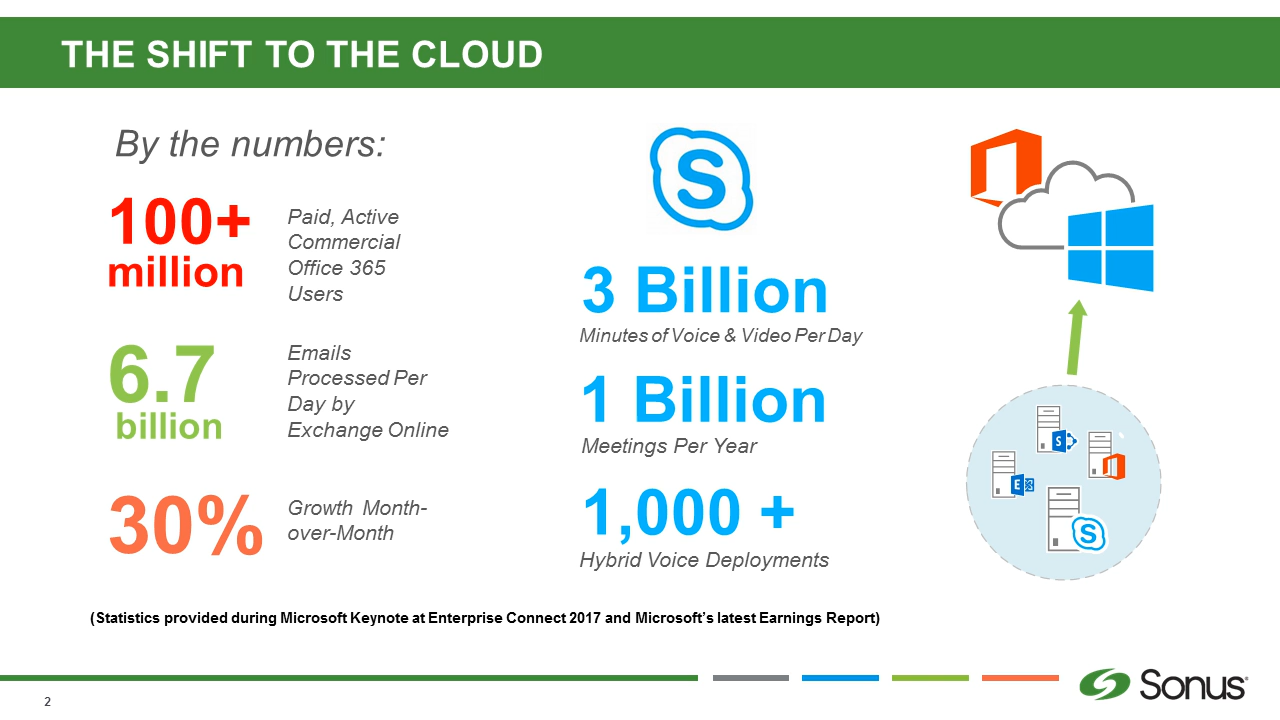 THE SHIFT TO THE CLOUD
By the numbers:
100+
million
Paid, Active
Commercial
Office 365
Users
6.7
billion
Emails
Processed Per
Day by
Exchange Online
30%
Growth Month-
over-Month
S
3 Billion
Minutes of Voice & Video Per Day
1 Billion
Meetings Per Year
1,000 +
Hybrid Voice Deployments
S
E
S
(Statistics provided during Microsoft Keynote at Enterprise Connect 2017 and Microsoft's latest Earnings Report)
2
Sonus